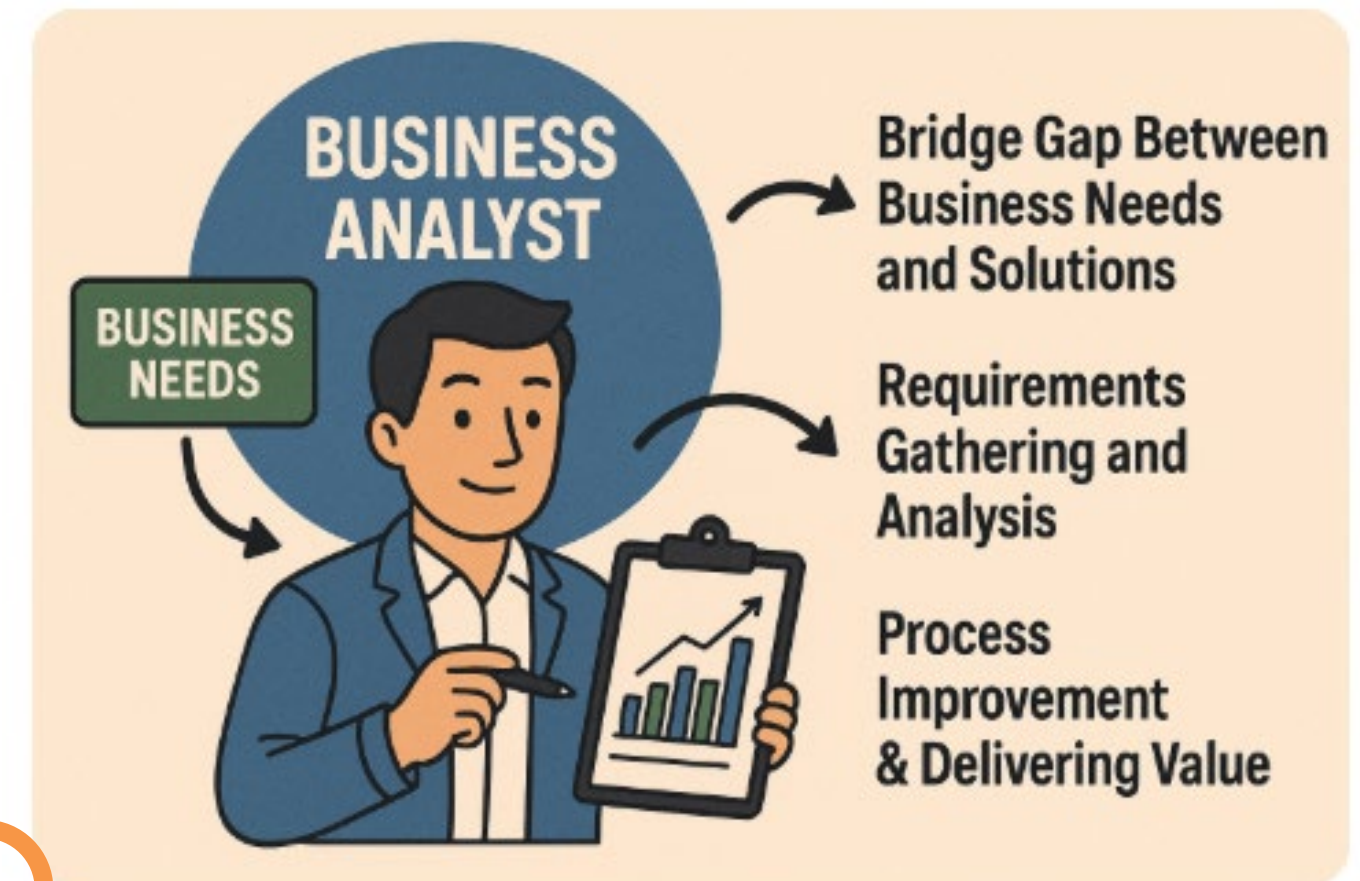 BUSINESS
ANALYST
BUSINESS
NEEDS
Bridge Gap Between
Business Needs
and Solutions
Requirements
Gathering and
Analysis
Process
Improvement
& Delivering Value